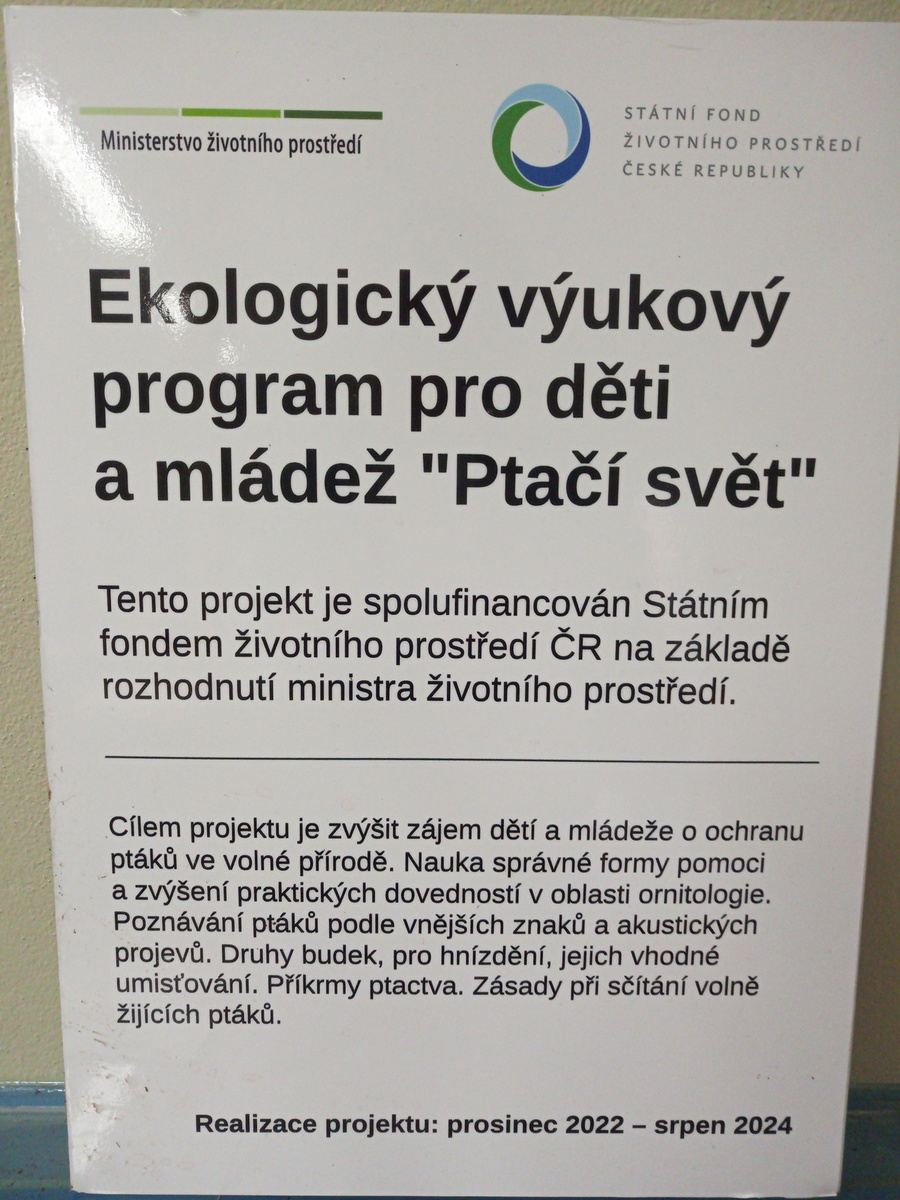 Ministerstvo životního prostředí
STÁTNÍ FOND
ŽIVOTNÍHO PROSTŘEDÍ
ČESKÉ REPUBLIKY
Ekologický výukový
program pro děti
a mládež "Ptačí svět"
Tento projekt je spolufinancován Státním
fondem životního prostředí ČR na základě
rozhodnutí ministra životního prostředí.
Cílem projektu je zvýšit zájem dětí a mládeže o ochranu
ptáků ve volné přírodě. Nauka správné formy pomoci
a zvýšení praktických dovedností v oblasti ornitologie.
Poznávání ptáků podle vnějších znaků a akustických
projevů. Druhy budek, pro hnízdění, jejich vhodné
umisťování. Příkrmy ptactva. Zásady při sčítání volně
žijících ptáků.
Realizace projektu: prosinec 2022 – srpen 2024